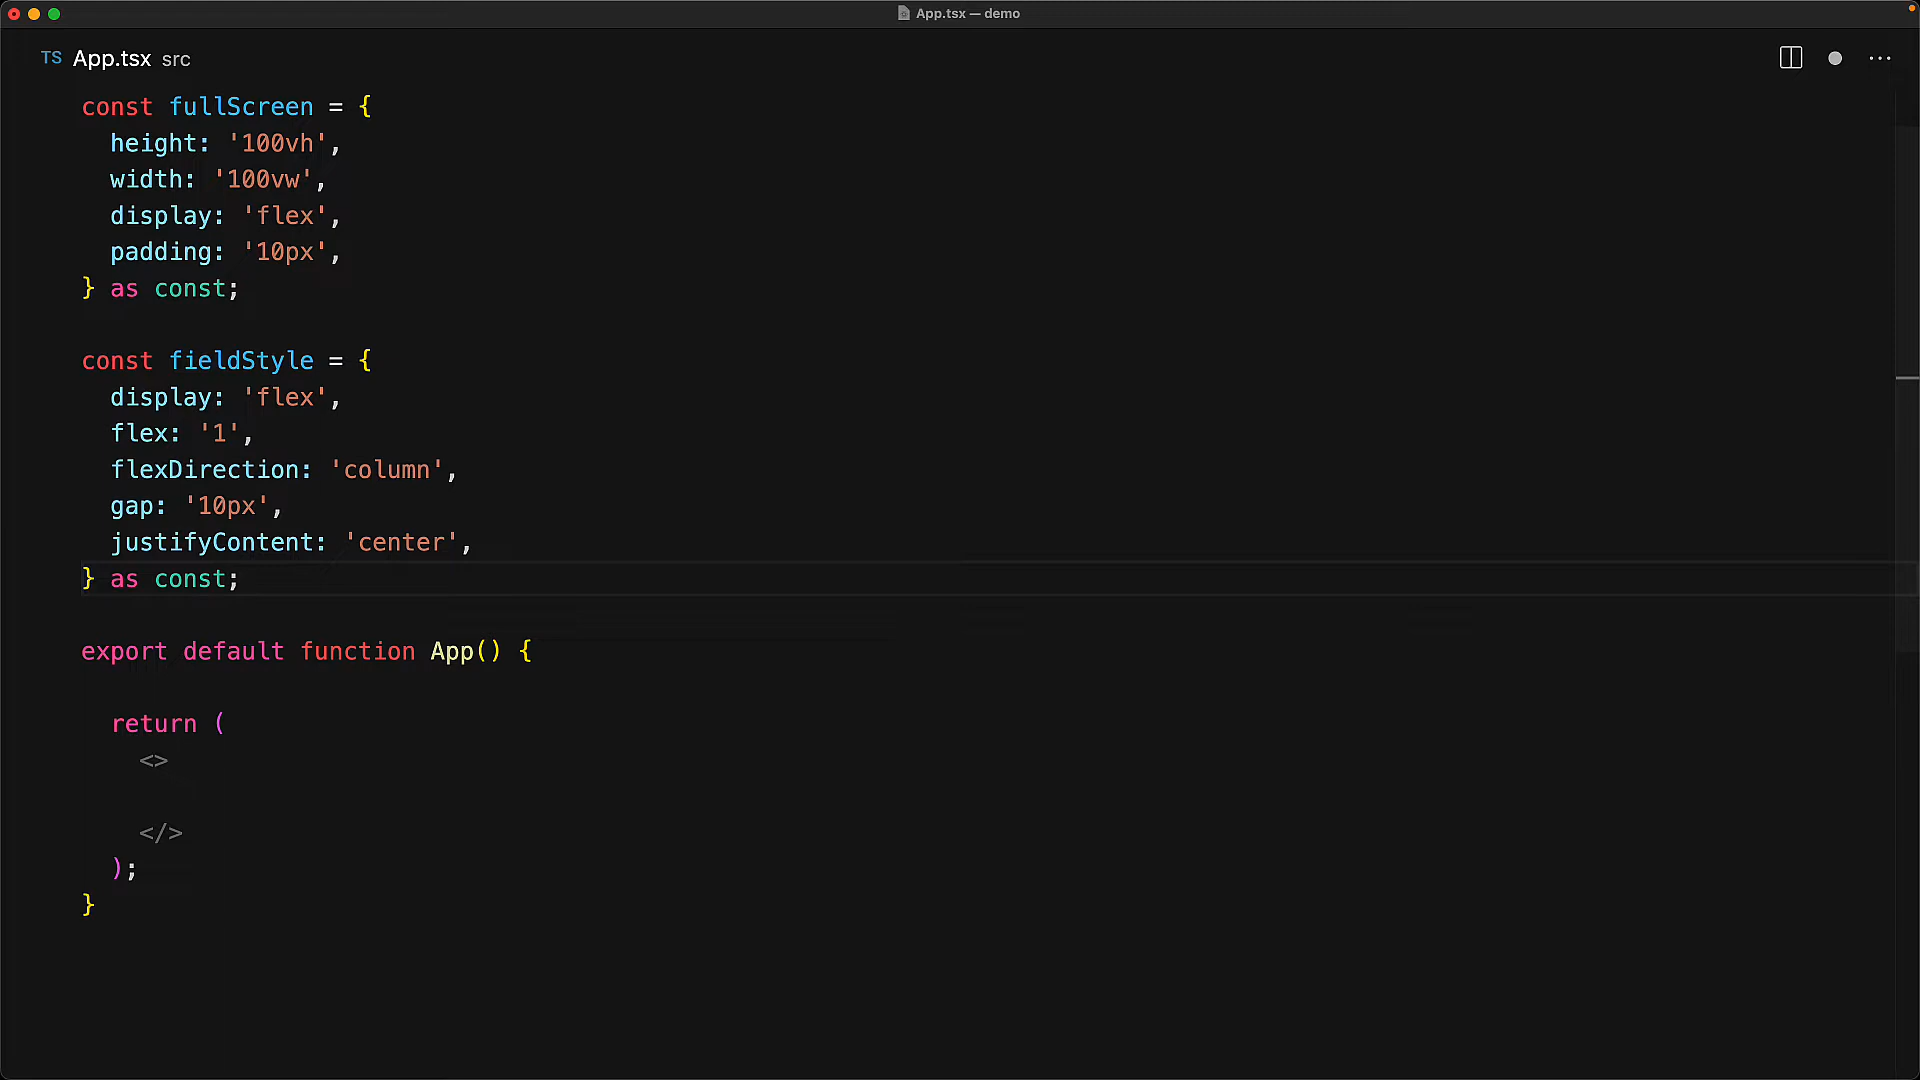 App.tsx — demo
TS App.tsx src
const fullScreen = {
  height: '100vh',
  width: '100vw',
  display: 'flex',
  padding: '10px',
} as const;
const fieldStyle = {
  display: 'flex',
  flex: '1',
  flexDirection: 'column',
  gap: '10px',
  justifyContent: 'center',
} as const;
export default function App() {
  return (
    <>
    </>
  );
}